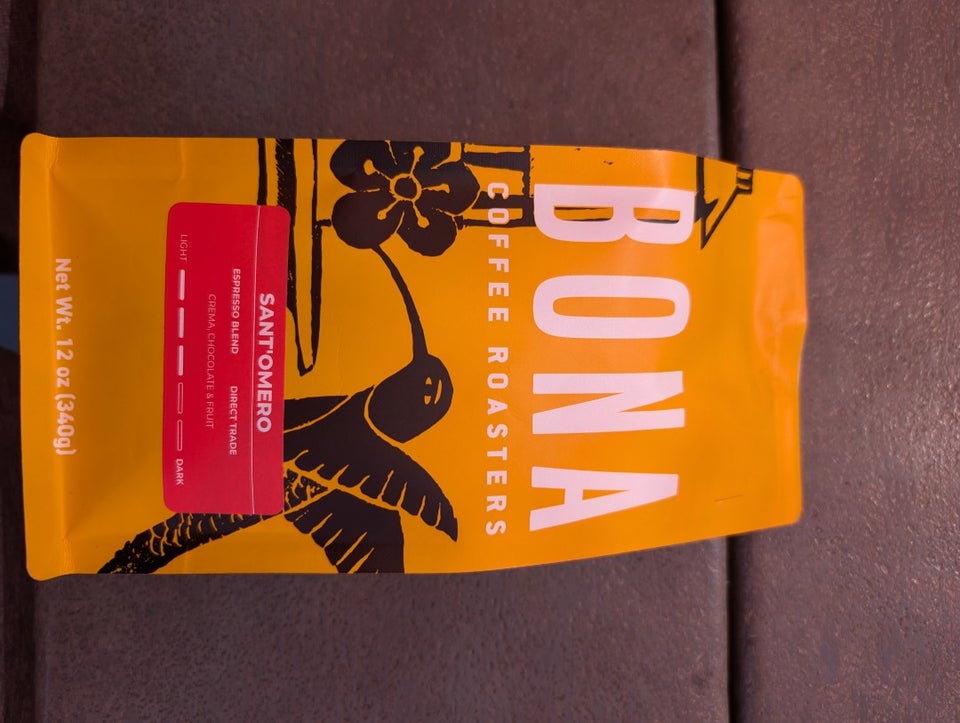 BONA
COFFEE ROASTERS
SANT'OMERO
ESPRESSO BLEND DIRECT TRADE
CREMA, CHOCOLATE & FRUIT
LIGHT DARK
Net Wt. 12 oz (340g)